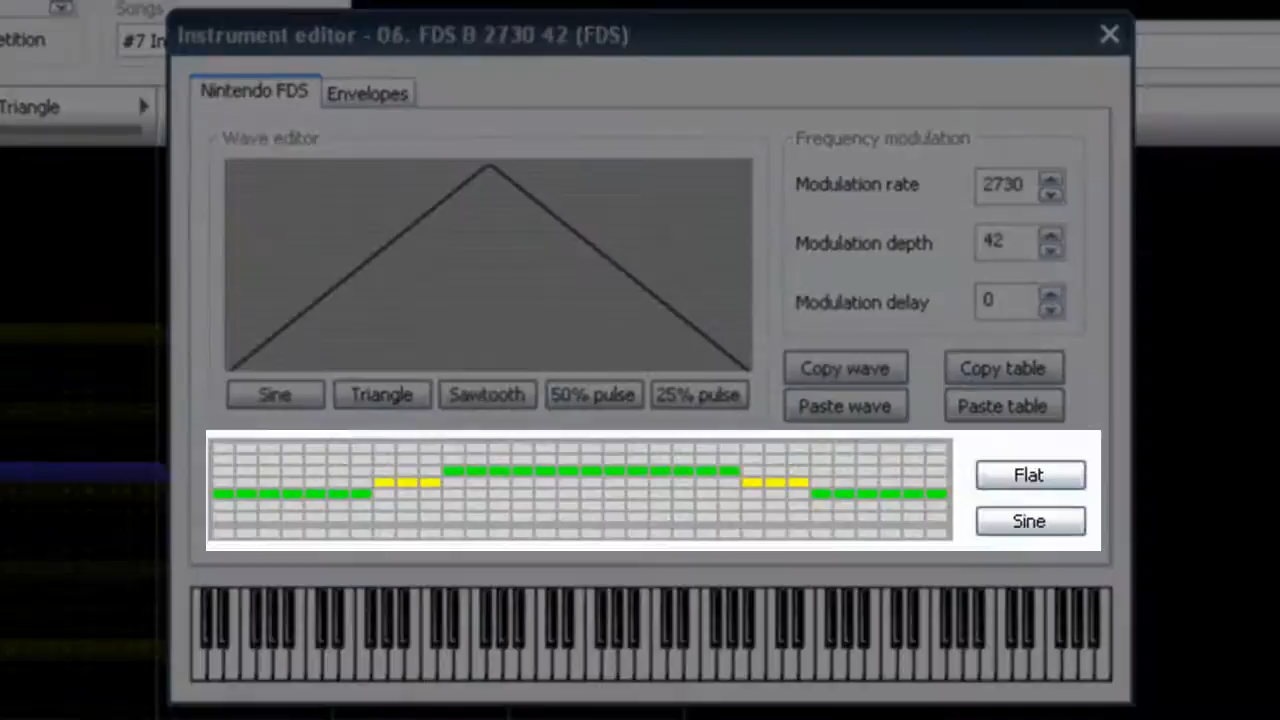 Songs
etition
#7 In
Triangle
Instrument editor - 06. FDS B 2730 42 (FDS)
Nintendo FDS
Envelopes
Wave editor
Sine
Triangle
Sawtooth
50% pulse
25% pulse
Frequency modulation
Modulation rate
2730
Modulation depth
42
Modulation delay
0
Copy wave
Copy table
Paste wave
Paste table
Flat
Sine